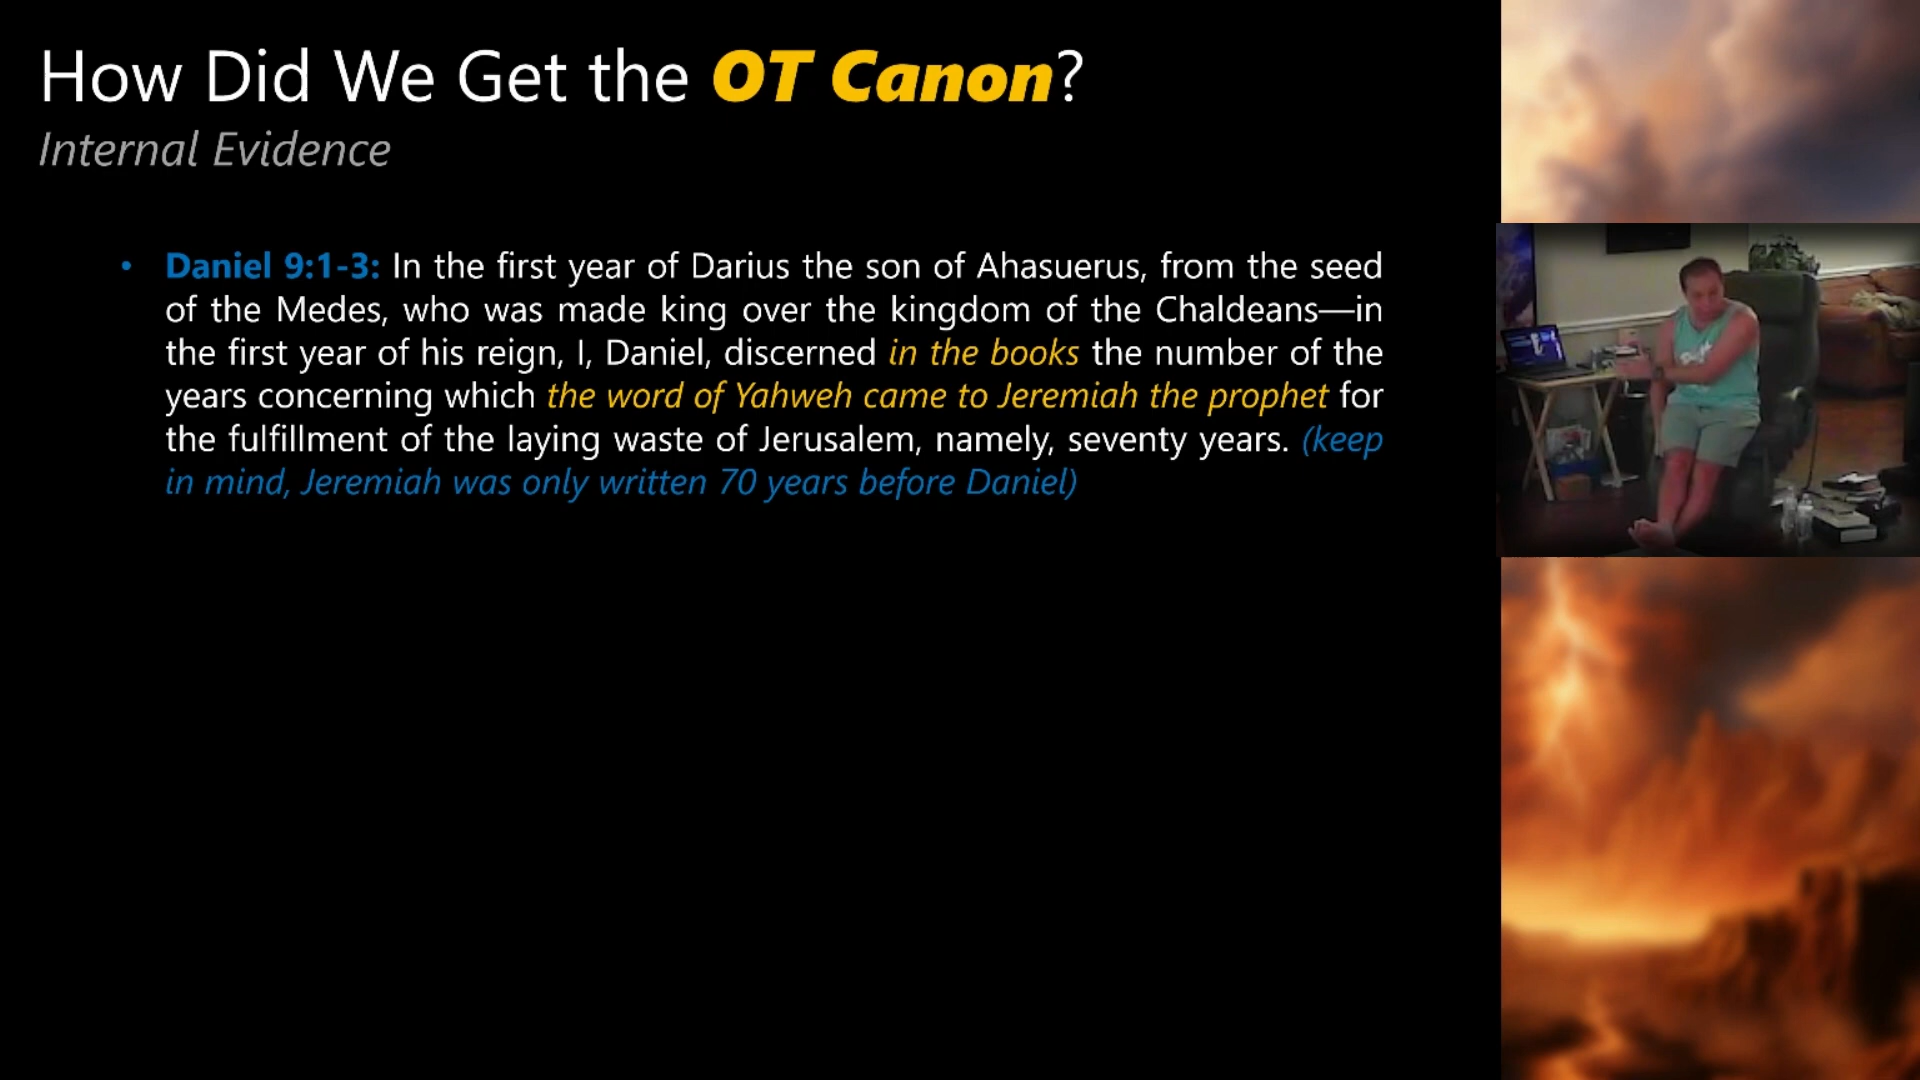 How Did We Get the OT Canon?
Internal Evidence
• Daniel 9:1-3: In the first year of Darius the son of Ahasuerus, from the seed
of the Medes, who was made king over the kingdom of the Chaldeans—in
the first year of his reign, I, Daniel, discerned in the books the number of the
years concerning which the word of Yahweh came to Jeremiah the prophet for
the fulfillment of the laying waste of Jerusalem, namely, seventy years. (keep
in mind, Jeremiah was only written 70 years before Daniel)